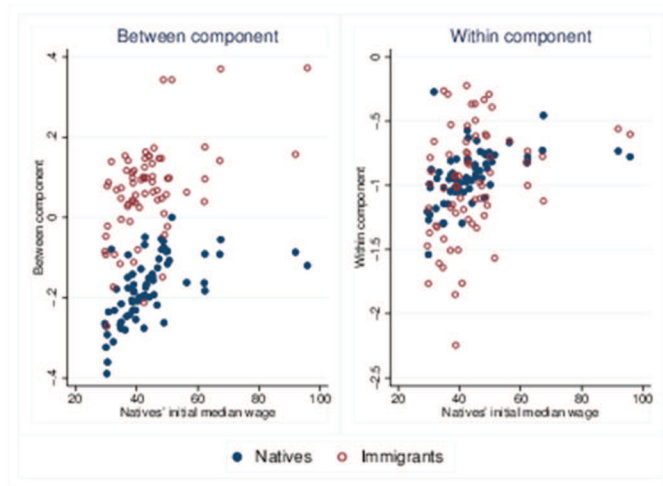 Between component
Between component
.4
.2
0
-.2
-.4
20
40
60
80
100
Natives' initial median wage
Within component
Within component
0
-.5
-1
-1.5
-2
-2.5
20
40
60
80
100
Natives' initial median wage
Natives
Immigrants